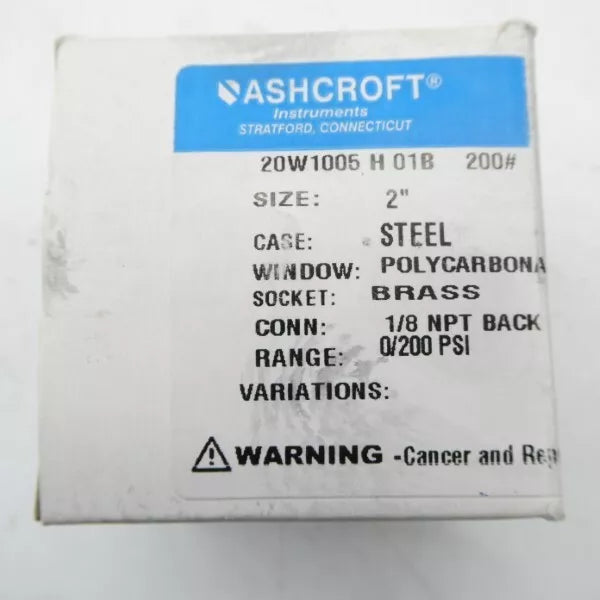 ASHCROFT®
Instruments
STRATFORD, CONNECTICUT
20W1005 H 01B 200#
SIZE: 2"
CASE: STEEL
WINDOW: POLYCARBONA
SOCKET: BRASS
CONN: 1/8 NPT BACK
RANGE: 0/200 PSI
VARIATIONS:
WARNING -Cancer and Rep